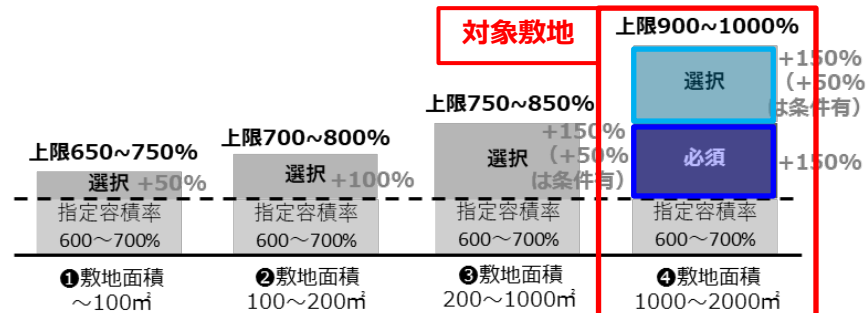 対象敷地
上限650~750%
選択 +50%
指定容積率
600～700%
❶敷地面積
～100㎡
上限700~800%
選択 +100%
指定容積率
600～700%
❷敷地面積
100～200㎡
上限750~850%
選択
+150%
（+50%
は条件有）
指定容積率
600～700%
❸敷地面積
200～1000㎡
上限900~1000%
選択
+150%
（+50%
は条件有）
必須
+150%
指定容積率
600～700%
❹敷地面積
1000～2000㎡